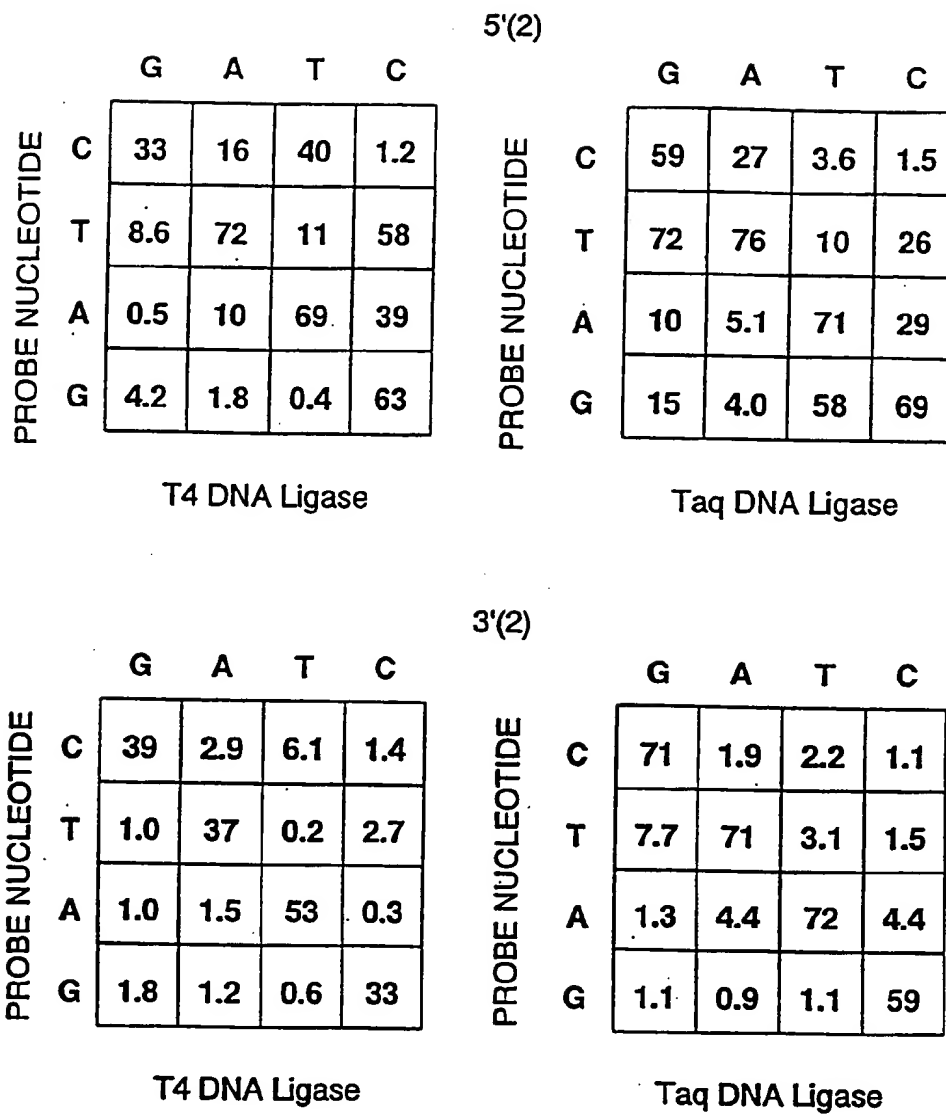 5'(2)
G A T C
PROBE NUCLEOTIDE
C 33 16 40 1.2
T 8.6 72 11 58
A 0.5 10 69 39
G 4.2 1.8 0.4 63
T4 DNA Ligase
G A T C
PROBE NUCLEOTIDE
C 59 27 3.6 1.5
T 72 76 10 26
A 10 5.1 71 29
G 15 4.0 58 69
Taq DNA Ligase
3'(2)
G A T C
PROBE NUCLEOTIDE
C 39 2.9 6.1 1.4
T 1.0 37 0.2 2.7
A 1.0 1.5 53 0.3
G 1.8 1.2 0.6 33
T4 DNA Ligase
G A T C
PROBE NUCLEOTIDE
C 71 1.9 2.2 1.1
T 7.7 71 3.1 1.5
A 1.3 4.4 72 4.4
G 1.1 0.9 1.1 59
Taq DNA Ligase